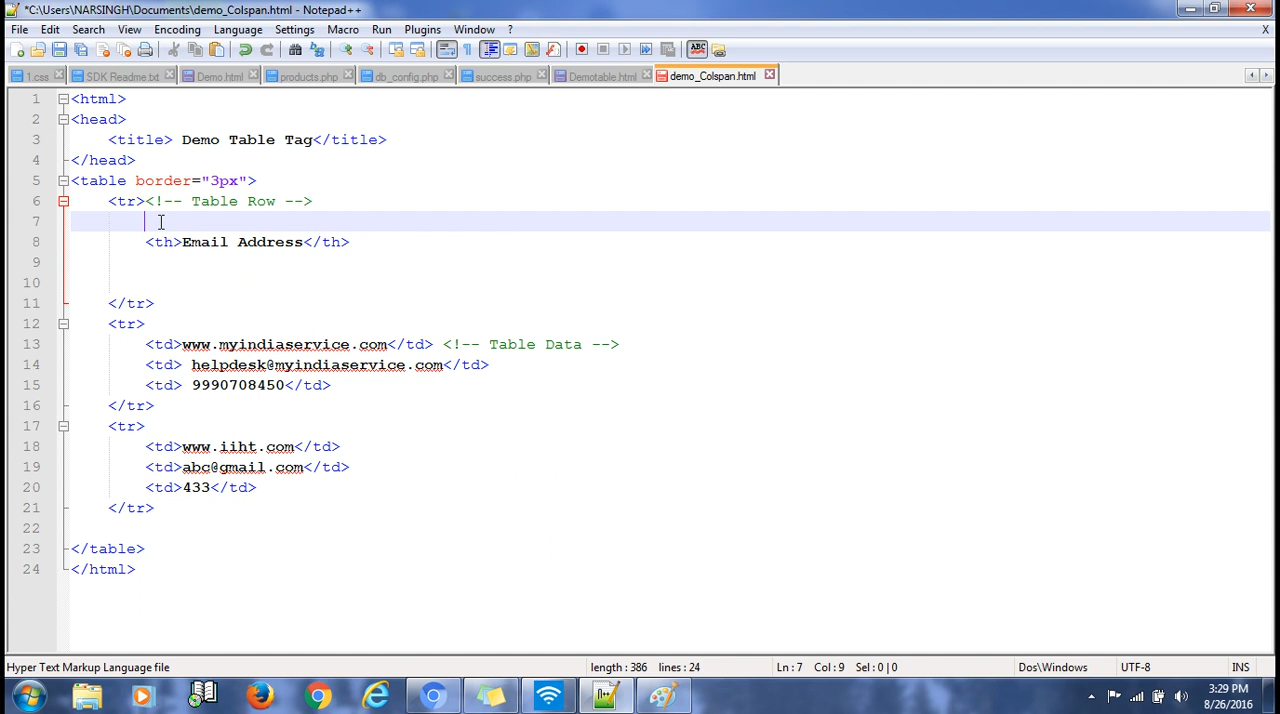 *C:\Users\NARSINGH\Documents\demo_Colspan.html - Notepad++
File Edit Search View Encoding Language Settings Macro Run Plugins Window ? X
1.css SDK Readme.txt Demo.html products.php db_config.php success.php Demotable.html demo_Colspan.html
1 <html>
2 <head>
3 <title> Demo Table Tag</title>
4 </head>
5 <table border="3px">
6 <tr><!-- Table Row -->
7
8 <th>Email Address</th>
9
10
11 </tr>
12 <tr>
13 <td>www.myindiaservice.com</td> <!-- Table Data -->
14 <td> helpdesk@myindiaservice.com</td>
15 <td> 9990708450</td>
16 </tr>
17 <tr>
18 <td>www.iiht.com</td>
19 <td>abc@gmail.com</td>
20 <td>433</td>
21 </tr>
22
23 </table>
24 </html>
Hyper Text Markup Language file length : 386 lines : 24 Ln : 7 Col : 9 Sel : 0 | 0 Dos\Windows UTF-8 INS
3:29 PM
8/26/2016